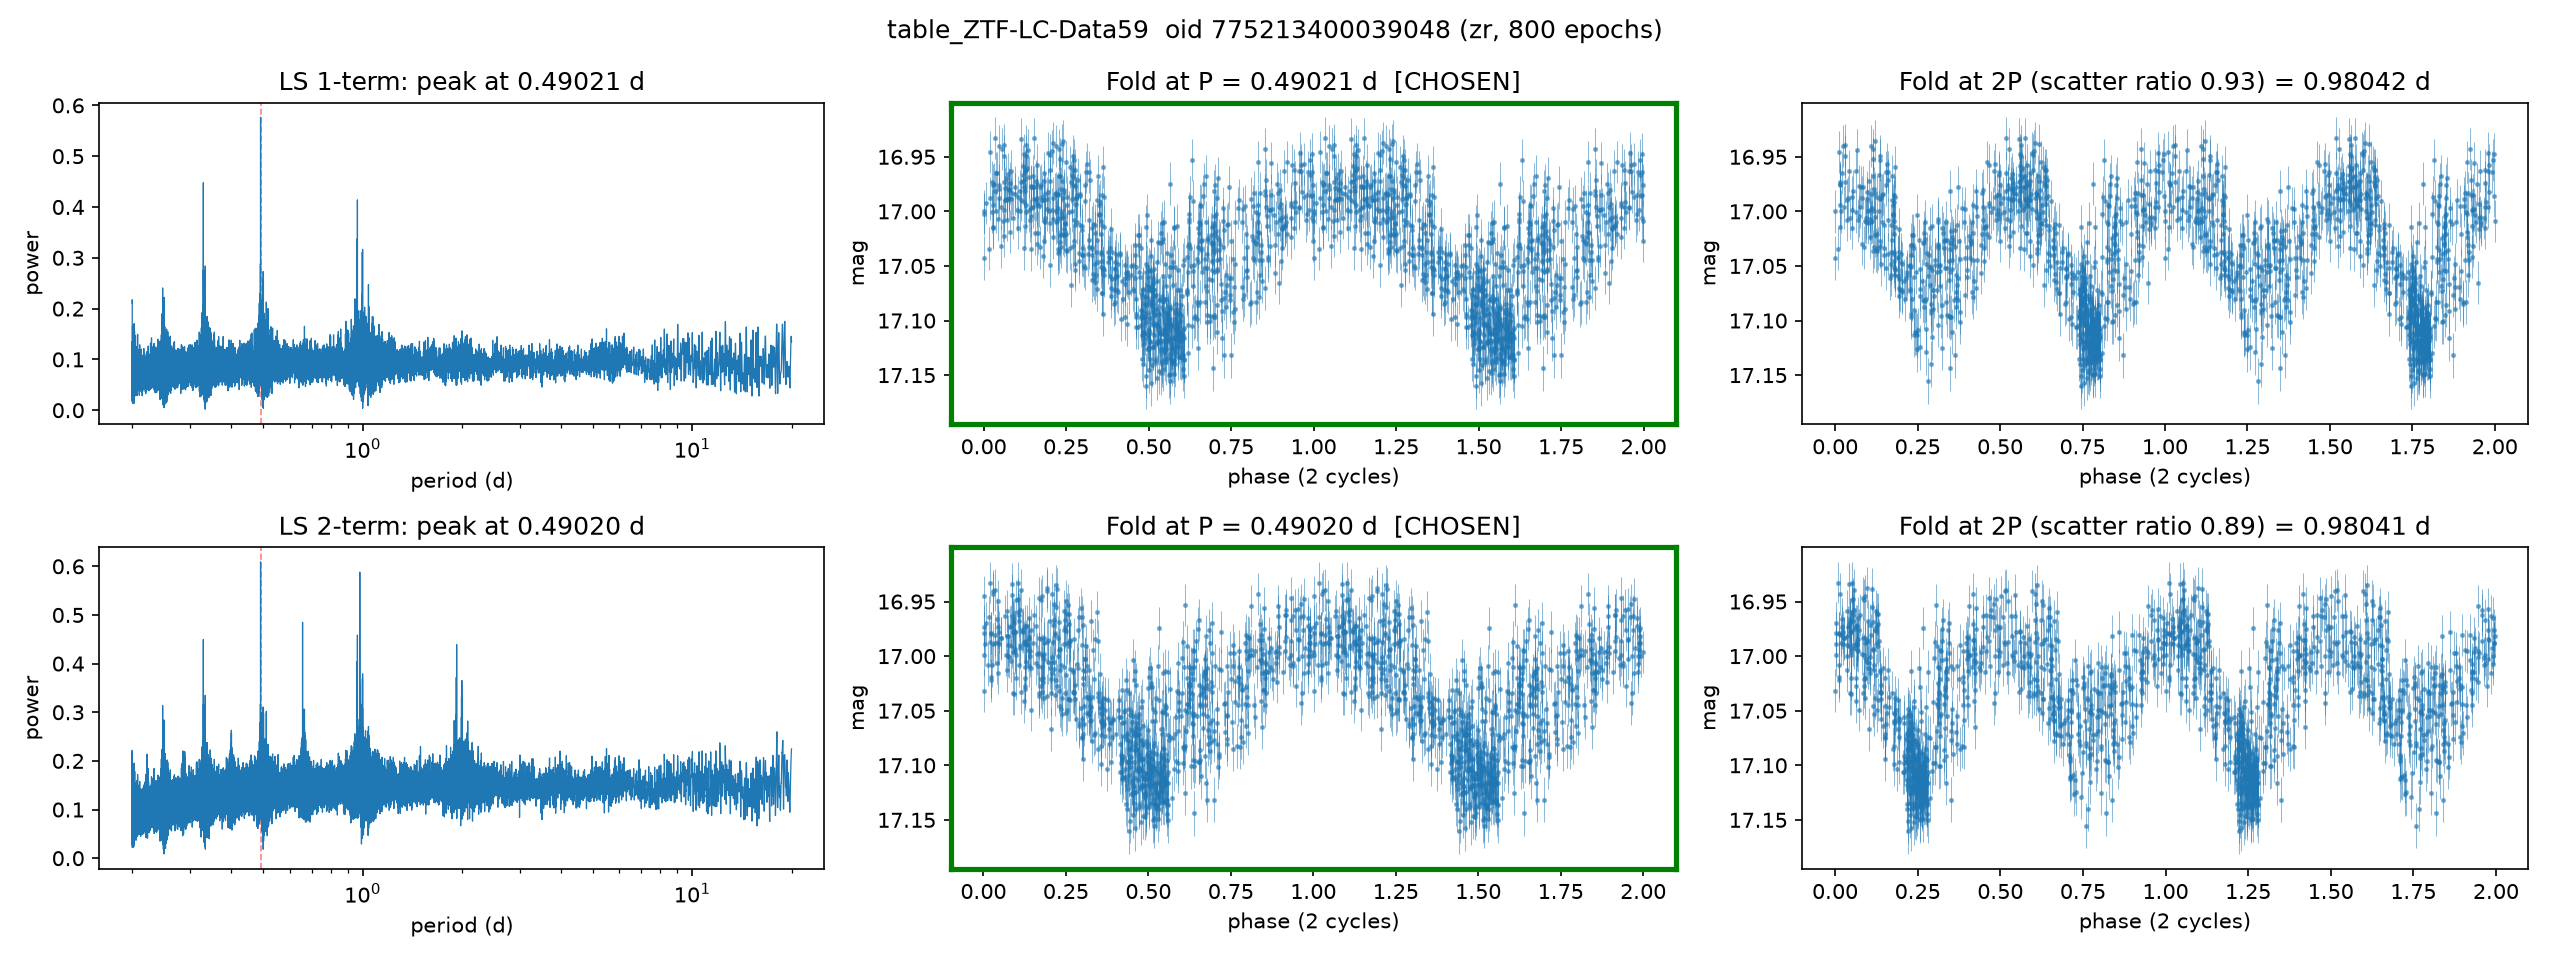 table_ZTF-LC-Data59  oid 775213400039048 (zr, 800 epochs)
LS 1-term: peak at 0.49021 d
Fold at P = 0.49021 d  [CHOSEN]
Fold at 2P (scatter ratio 0.93) = 0.98042 d
power
0.6
0.5
0.4
0.3
0.2
0.1
0.0
10⁰
10¹
period (d)
mag
16.95
17.00
17.05
17.10
17.15
0.00 0.25 0.50 0.75 1.00 1.25 1.50 1.75 2.00
phase (2 cycles)
mag
16.95
17.00
17.05
17.10
17.15
0.00 0.25 0.50 0.75 1.00 1.25 1.50 1.75 2.00
phase (2 cycles)
LS 2-term: peak at 0.49020 d
Fold at P = 0.49020 d  [CHOSEN]
Fold at 2P (scatter ratio 0.89) = 0.98041 d
power
0.6
0.5
0.4
0.3
0.2
0.1
0.0
10⁰
10¹
period (d)
mag
16.95
17.00
17.05
17.10
17.15
0.00 0.25 0.50 0.75 1.00 1.25 1.50 1.75 2.00
phase (2 cycles)
mag
16.95
17.00
17.05
17.10
17.15
0.00 0.25 0.50 0.75 1.00 1.25 1.50 1.75 2.00
phase (2 cycles)